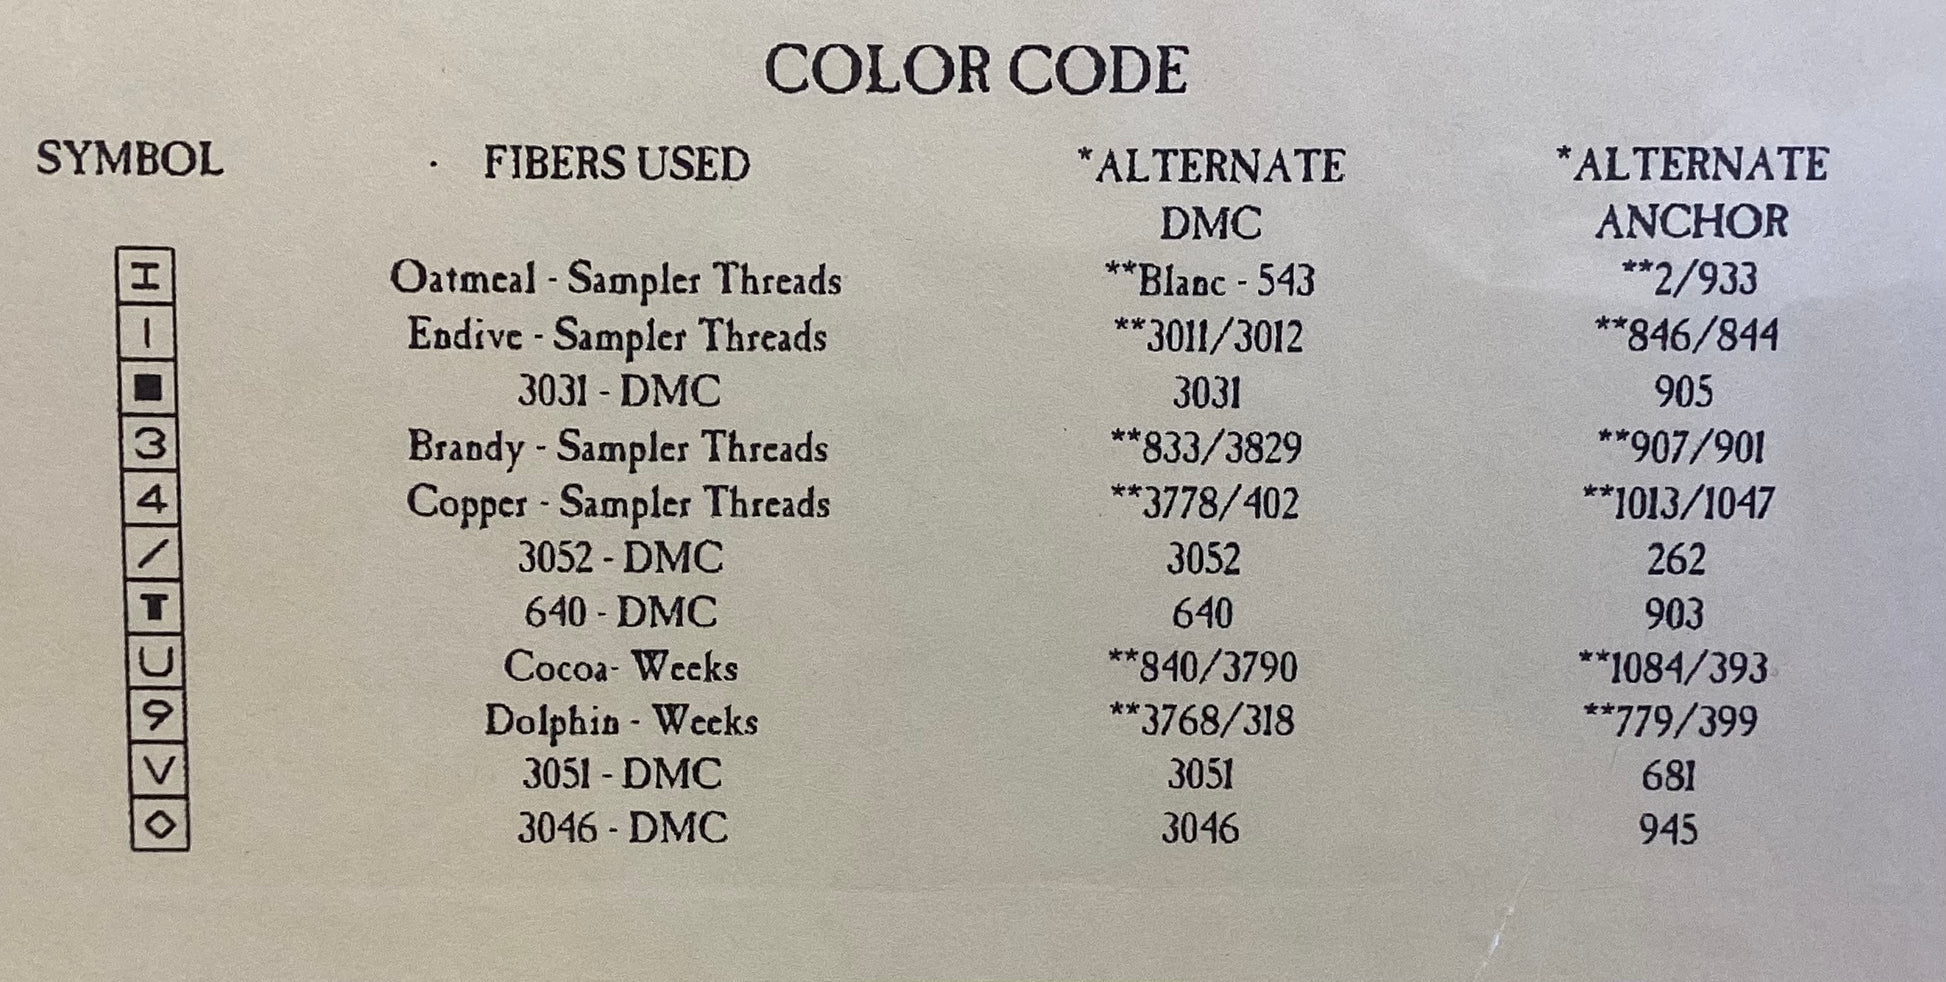 COLOR CODE
SYMBOL FIBERS USED *ALTERNATE *ALTERNATE
DMC ANCHOR
I Oatmeal - Sampler Threads **Blanc - 543 **2/933
| Endive - Sampler Threads **3011/3012 **846/844
■ 3031 - DMC 3031 905
3 Brandy - Sampler Threads **833/3829 **907/901
4 Copper - Sampler Threads **3778/402 **1013/1047
/ 3052 - DMC 3052 262
T 640 - DMC 640 903
U Cocoa- Weeks **840/3790 **1084/393
9 Dolphin - Weeks **3768/318 **779/399
V 3051 - DMC 3051 681
◇ 3046 - DMC 3046 945